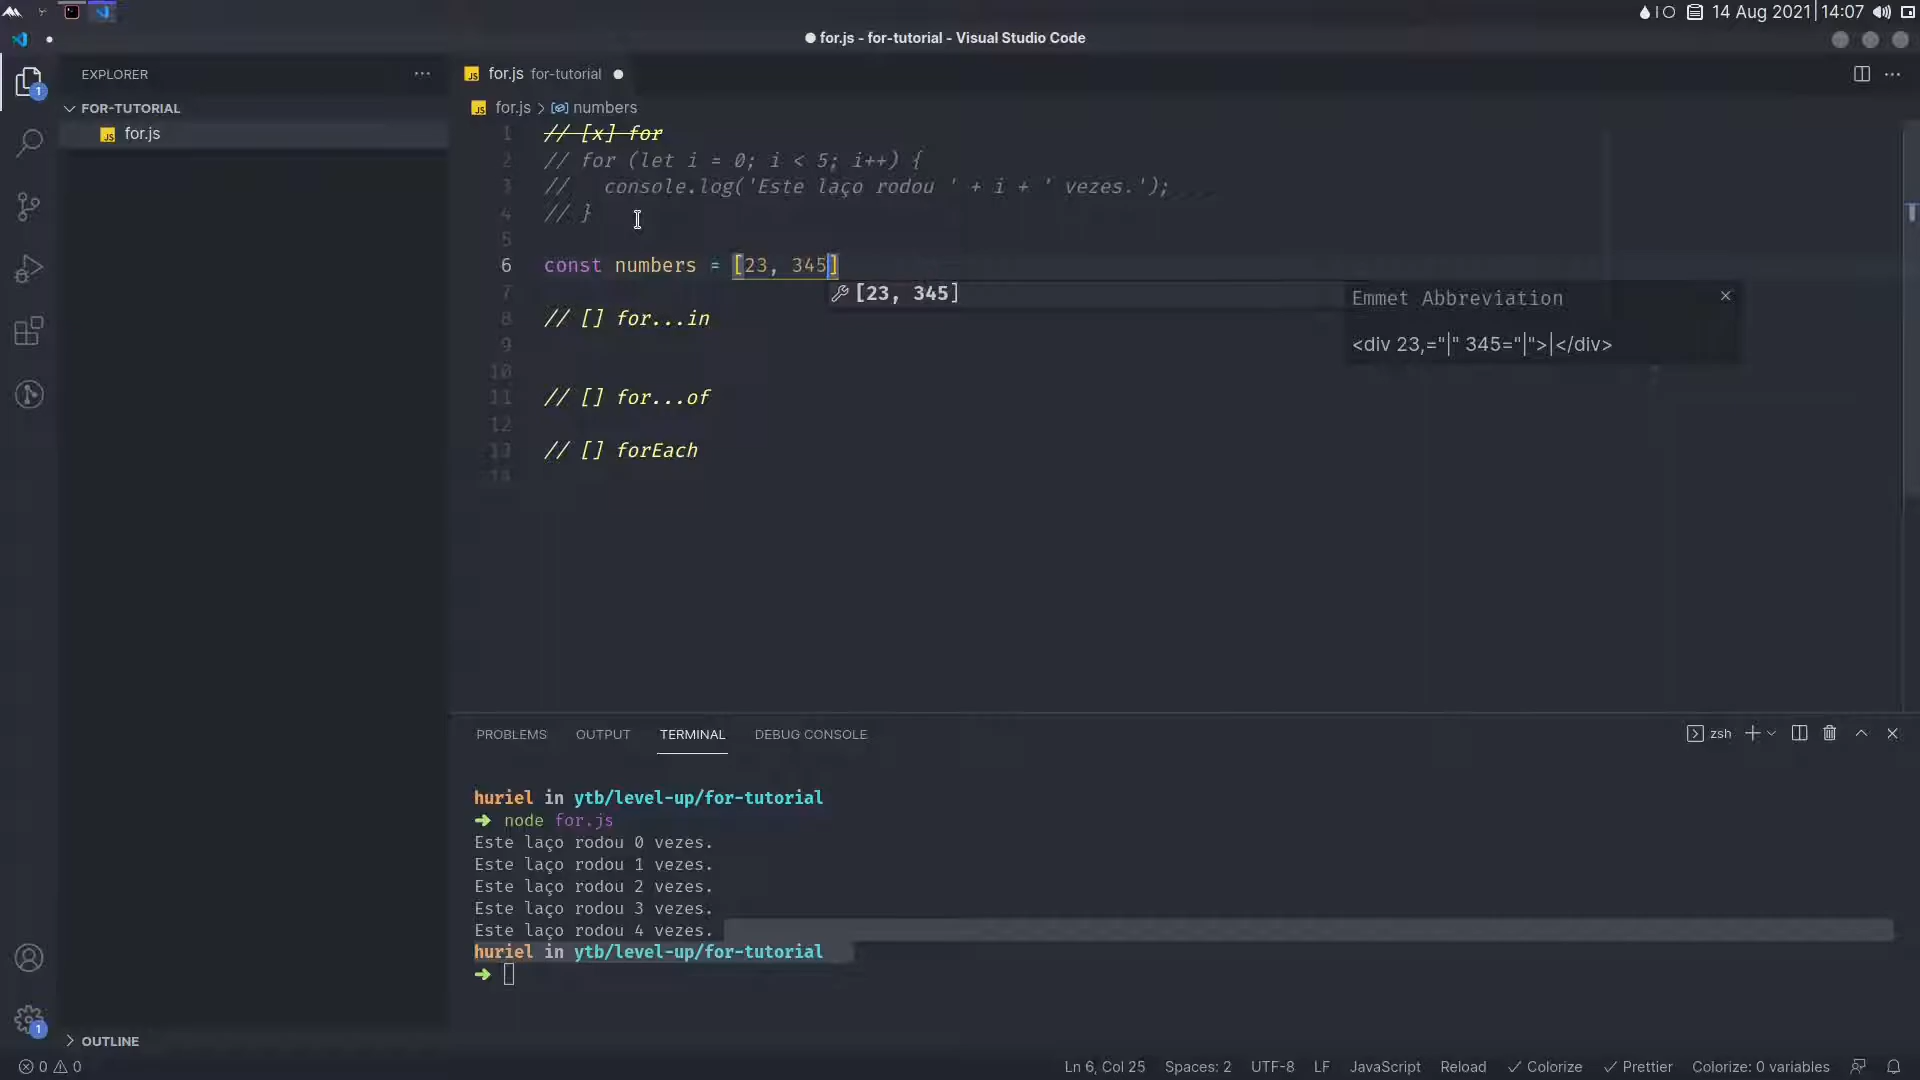 14 Aug 2021 | 14:07
for.js - for-tutorial - Visual Studio Code
EXPLORER
for.js for-tutorial
FOR-TUTORIAL
for.js > numbers
for.js
1 // [x] for
2 // for (let i = 0; i < 5; i++) {
3 //   console.log('Este laço rodou ' + i + ' vezes.');
4 // }
5
6 const numbers = [23, 345]
7
[23, 345]
Emmet Abbreviation
<div 23,="|" 345="|">|</div>
8 // [] for...in
9
10
11 // [] for...of
12
13 // [] forEach
14
PROBLEMS OUTPUT TERMINAL DEBUG CONSOLE
zsh
huriel in ytb/level-up/for-tutorial
➜ node for.js
Este laço rodou 0 vezes.
Este laço rodou 1 vezes.
Este laço rodou 2 vezes.
Este laço rodou 3 vezes.
Este laço rodou 4 vezes.
huriel in ytb/level-up/for-tutorial
➜
1
1
OUTLINE
0 0
Ln 6, Col 25 Spaces: 2 UTF-8 LF JavaScript Reload Colorize Prettier Colorize: 0 variables